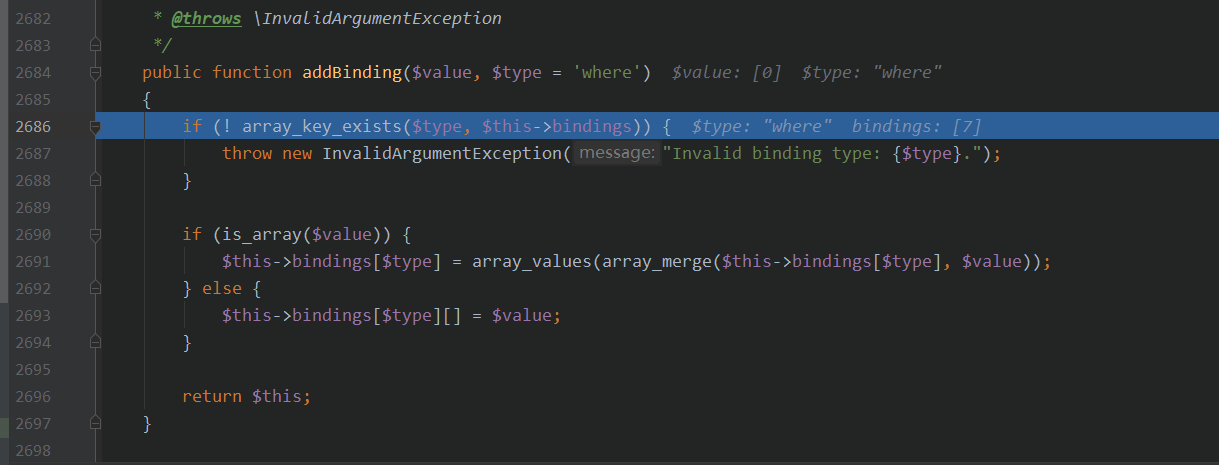 2682 * @throws \InvalidArgumentException
2683 */
2684 public function addBinding($value, $type = 'where') $value: [0] $type: "where"
2685 {
2686 if (! array_key_exists($type, $this->bindings)) { $type: "where" bindings: [7]
2687 throw new InvalidArgumentException( message: "Invalid binding type: {$type}.");
2688 }
2689
2690 if (is_array($value)) {
2691 $this->bindings[$type] = array_values(array_merge($this->bindings[$type], $value));
2692 } else {
2693 $this->bindings[$type][] = $value;
2694 }
2695
2696 return $this;
2697 }
2698